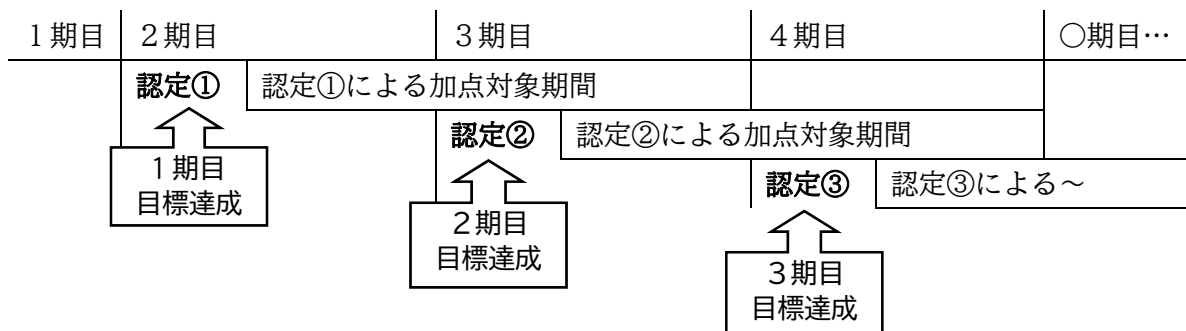 １期目 ２期目 ３期目 ４期目 ○期目…
認定① 認定①による加点対象期間
認定② 認定②による加点対象期間
認定③ 認定③による～
１期目
目標達成
２期目
目標達成
３期目
目標達成